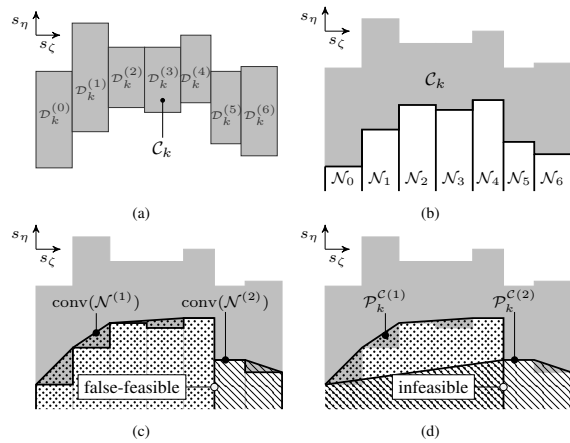 s_η
s_ζ
𝒟_k^(0)
𝒟_k^(1)
𝒟_k^(2)
𝒟_k^(3)
𝒟_k^(4)
𝒟_k^(5)
𝒟_k^(6)
𝒞_k
(a)
s_η
s_ζ
𝒞_k
𝒩_0
𝒩_1
𝒩_2
𝒩_3
𝒩_4
𝒩_5
𝒩_6
(b)
s_η
s_ζ
conv(𝒩^(1))
conv(𝒩^(2))
false-feasible
(c)
s_η
s_ζ
𝒫_k^𝒞(1)
𝒫_k^𝒞(2)
infeasible
(d)